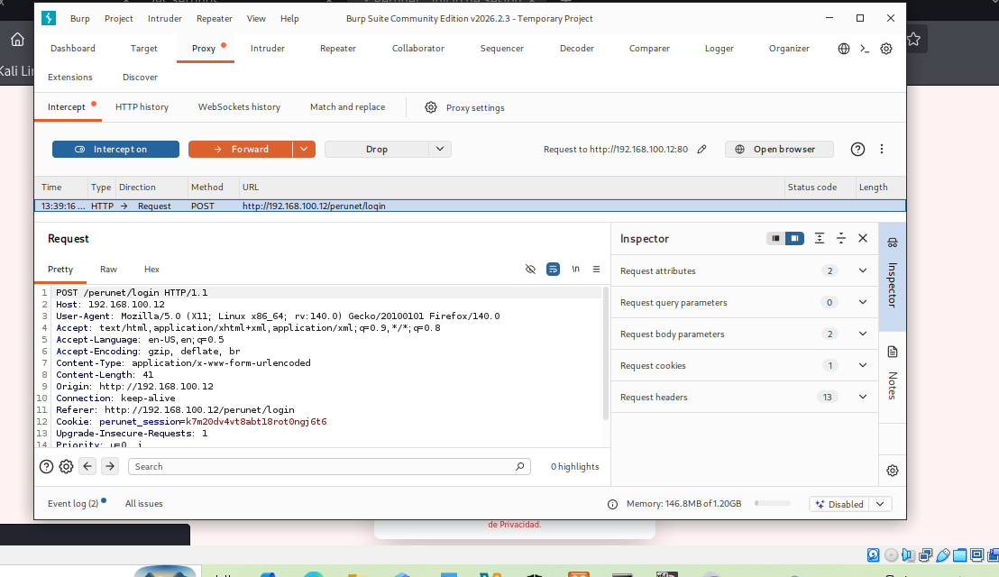 Burp Project Intruder Repeater View Help Burp Suite Community Edition v2026.2.3 - Temporary Project
Dashboard Target Proxy Intruder Repeater Collaborator Sequencer Decoder Comparer Logger Organizer
Kali Li
Extensions Discover
Intercept HTTP history WebSockets history Match and replace Proxy settings
Intercept on Forward Drop Request to http://192.168.100.12:80 Open browser
Time Type Direction Method URL Status code Length
13:39:16 ... HTTP Request POST http://192.168.100.12/perunet/login
Request
Pretty Raw Hex \n
1 POST /perunet/login HTTP/1.1
2 Host: 192.168.100.12
3 User-Agent: Mozilla/5.0 (X11; Linux x86_64; rv:140.0) Gecko/20100101 Firefox/140.0
4 Accept: text/html,application/xhtml+xml,application/xml;q=0.9,*/*;q=0.8
5 Accept-Language: en-US,en;q=0.5
6 Accept-Encoding: gzip, deflate, br
7 Content-Type: application/x-www-form-urlencoded
8 Content-Length: 41
9 Origin: http://192.168.100.12
10 Connection: keep-alive
11 Referer: http://192.168.100.12/perunet/login
12 Cookie: perunet_session=k7m20dv4vt8abt18rot0ngj6t6
13 Upgrade-Insecure-Requests: 1
14 Priority: u=0, i
Search 0 highlights
Inspector
Request attributes 2
Request query parameters 0
Request body parameters 2
Request cookies 1
Request headers 13
Inspector
Notes
Event log (2) All issues Memory: 146.8MB of 1.20GB Disabled
de Privacidad.